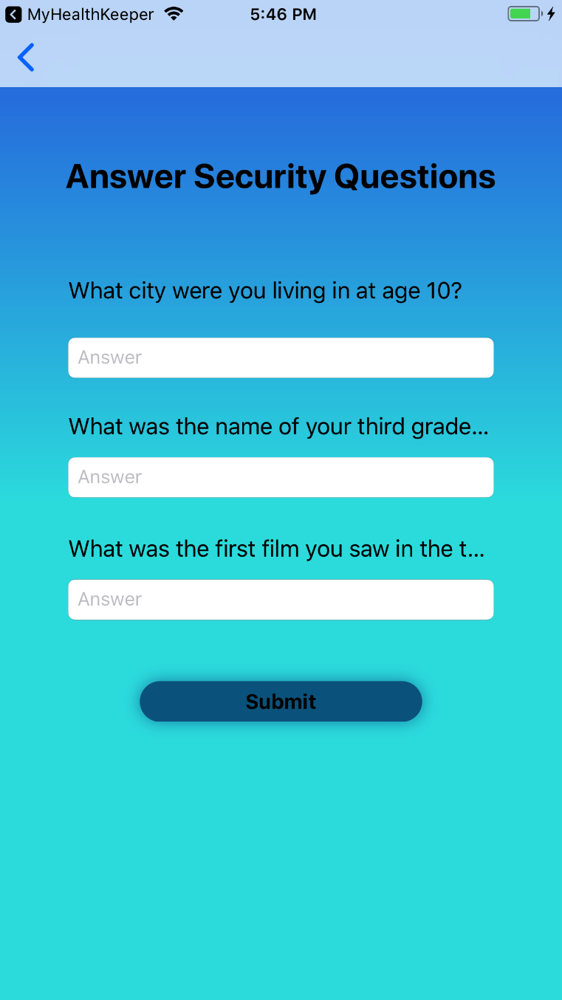 MyHealthKeeper 5:46 PM
Answer Security Questions
What city were you living in at age 10?
Answer
What was the name of your third grade...
Answer
What was the first film you saw in the t...
Answer
Submit